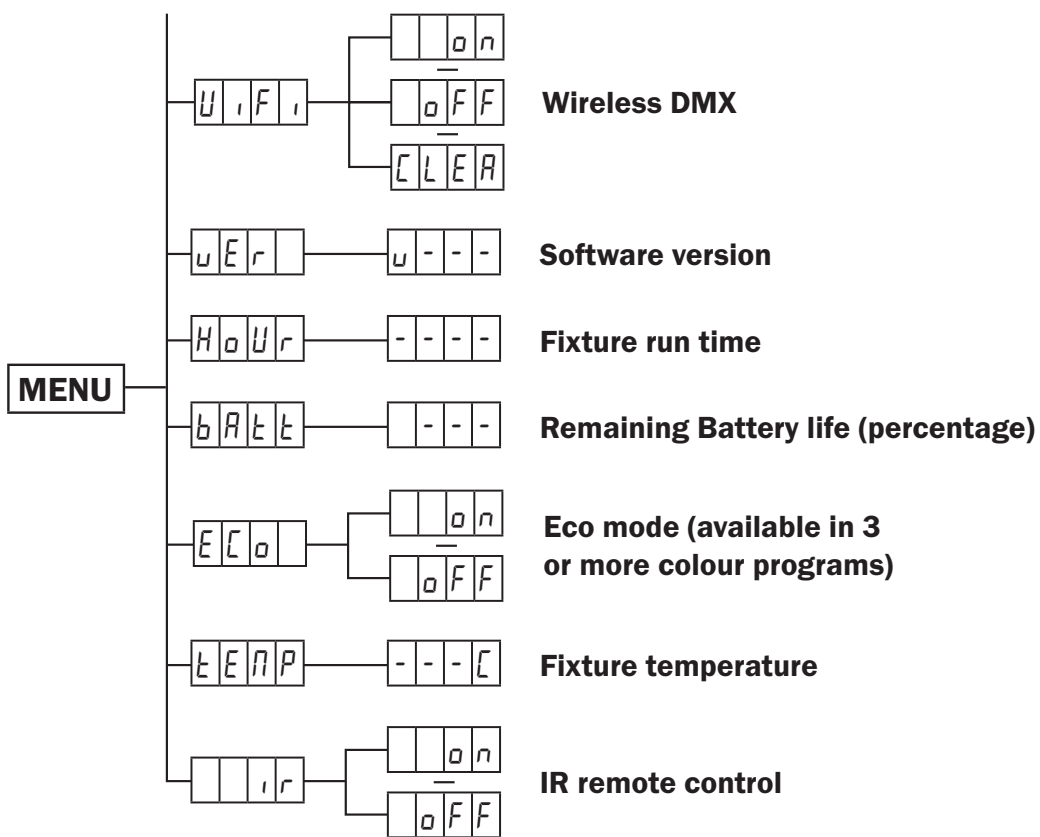 on
WiFi
oFF
Wireless DMX
CLEA
vEr
v---
Software version
HoUr
----
Fixture run time
MENU
bAtt
---
Remaining Battery life (percentage)
on
ECo
Eco mode (available in 3
or more colour programs)
oFF
tEMP
---C
Fixture temperature
on
ir
IR remote control
oFF